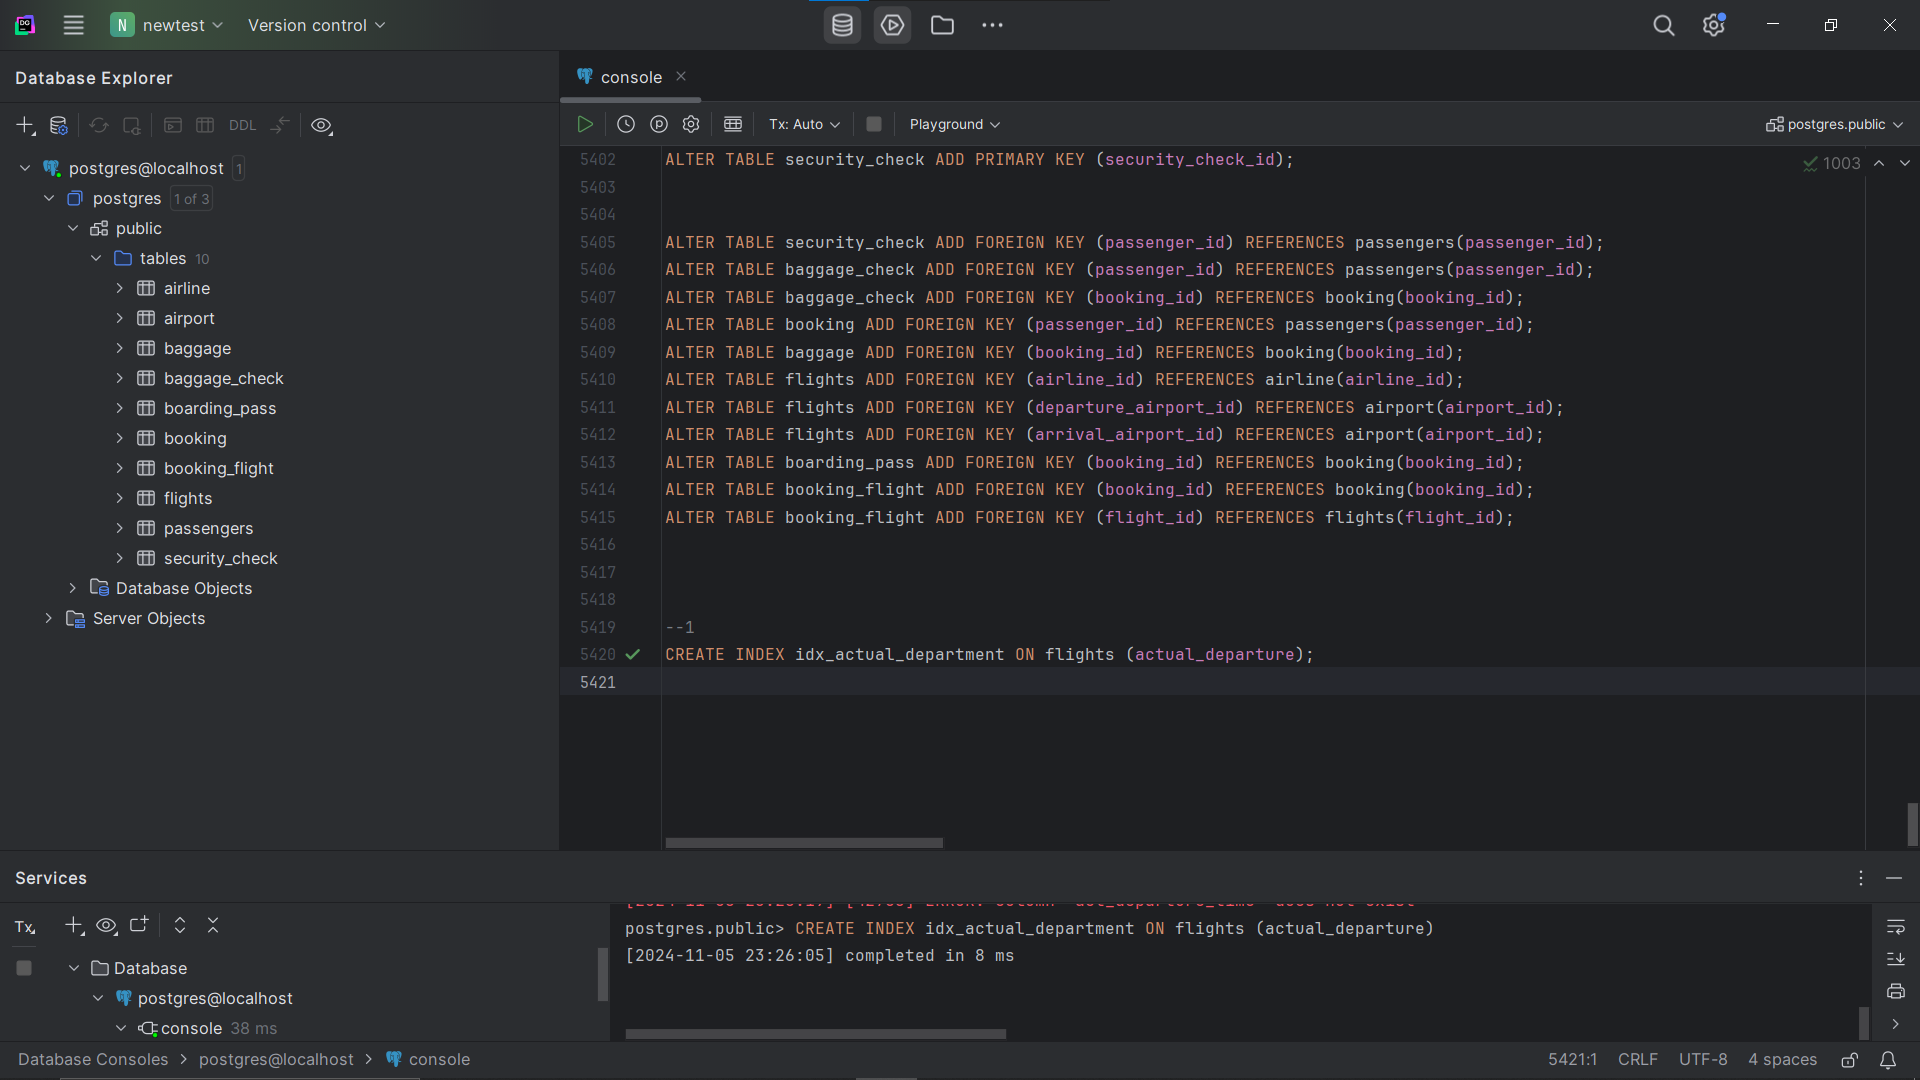 N newtest Version control
Database Explorer
console
DDL
Tx: Auto Playground postgres.public
postgres@localhost 1
postgres 1 of 3
public
tables 10
airline
airport
baggage
baggage_check
boarding_pass
booking
booking_flight
flights
passengers
security_check
Database Objects
Server Objects
1003
5402 ALTER TABLE security_check ADD PRIMARY KEY (security_check_id);
5403
5404
5405 ALTER TABLE security_check ADD FOREIGN KEY (passenger_id) REFERENCES passengers(passenger_id);
5406 ALTER TABLE baggage_check ADD FOREIGN KEY (passenger_id) REFERENCES passengers(passenger_id);
5407 ALTER TABLE baggage_check ADD FOREIGN KEY (booking_id) REFERENCES booking(booking_id);
5408 ALTER TABLE booking ADD FOREIGN KEY (passenger_id) REFERENCES passengers(passenger_id);
5409 ALTER TABLE baggage ADD FOREIGN KEY (booking_id) REFERENCES booking(booking_id);
5410 ALTER TABLE flights ADD FOREIGN KEY (airline_id) REFERENCES airline(airline_id);
5411 ALTER TABLE flights ADD FOREIGN KEY (departure_airport_id) REFERENCES airport(airport_id);
5412 ALTER TABLE flights ADD FOREIGN KEY (arrival_airport_id) REFERENCES airport(airport_id);
5413 ALTER TABLE boarding_pass ADD FOREIGN KEY (booking_id) REFERENCES booking(booking_id);
5414 ALTER TABLE booking_flight ADD FOREIGN KEY (booking_id) REFERENCES booking(booking_id);
5415 ALTER TABLE booking_flight ADD FOREIGN KEY (flight_id) REFERENCES flights(flight_id);
5416
5417
5418
5419 --1
5420 CREATE INDEX idx_actual_department ON flights (actual_departure);
5421
Services
Tx
Database
postgres@localhost
console 38 ms
postgres.public> CREATE INDEX idx_actual_department ON flights (actual_departure)
[2024-11-05 23:26:05] completed in 8 ms
Database Consoles > postgres@localhost > console
5421:1 CRLF UTF-8 4 spaces